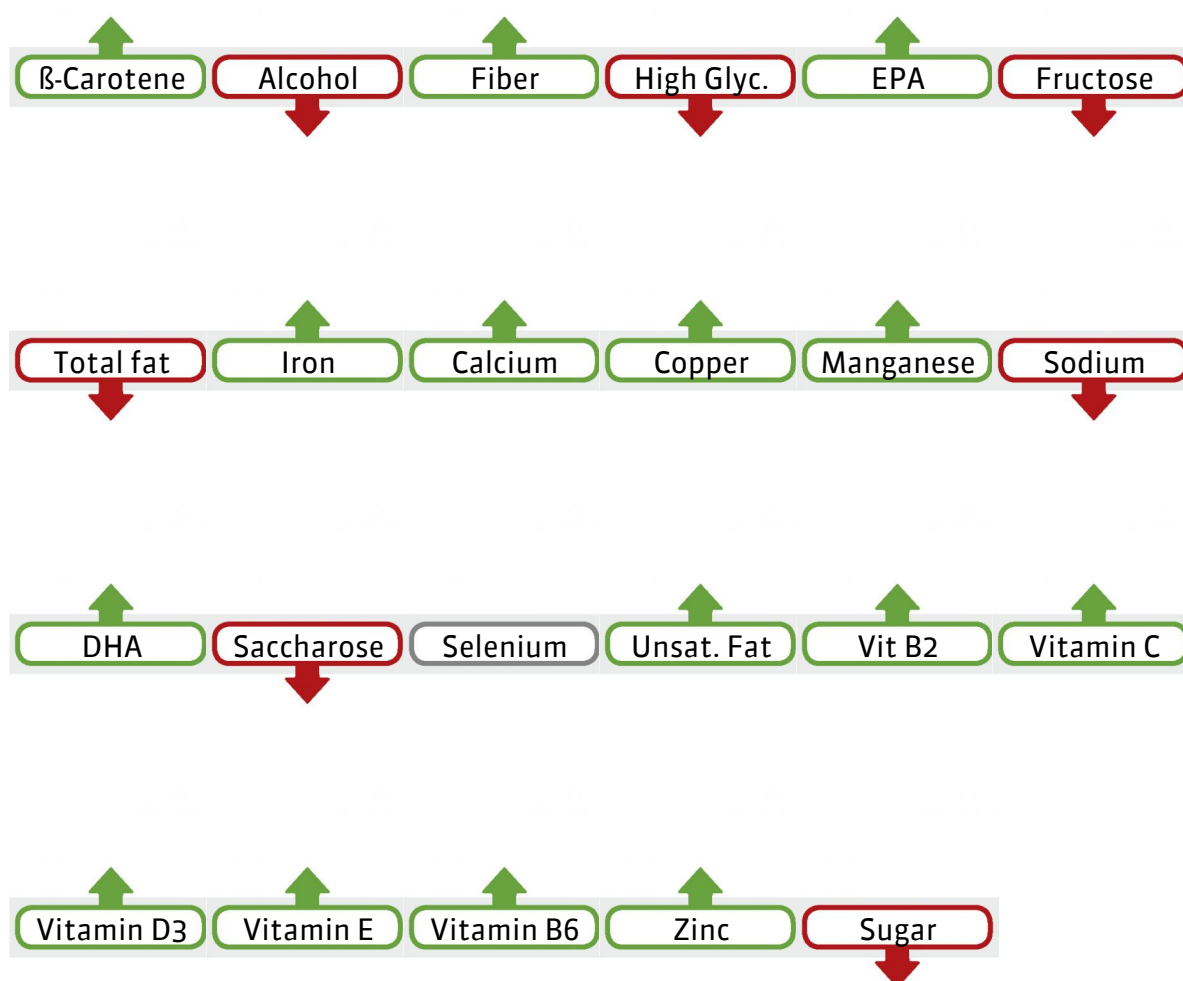 ß-Carotene Alcohol Fiber High Glyc. EPA Fructose
Total fat Iron Calcium Copper Manganese Sodium
DHA Saccharose Selenium Unsat. Fat Vit B2 Vitamin C
Vitamin D3 Vitamin E Vitamin B6 Zinc Sugar